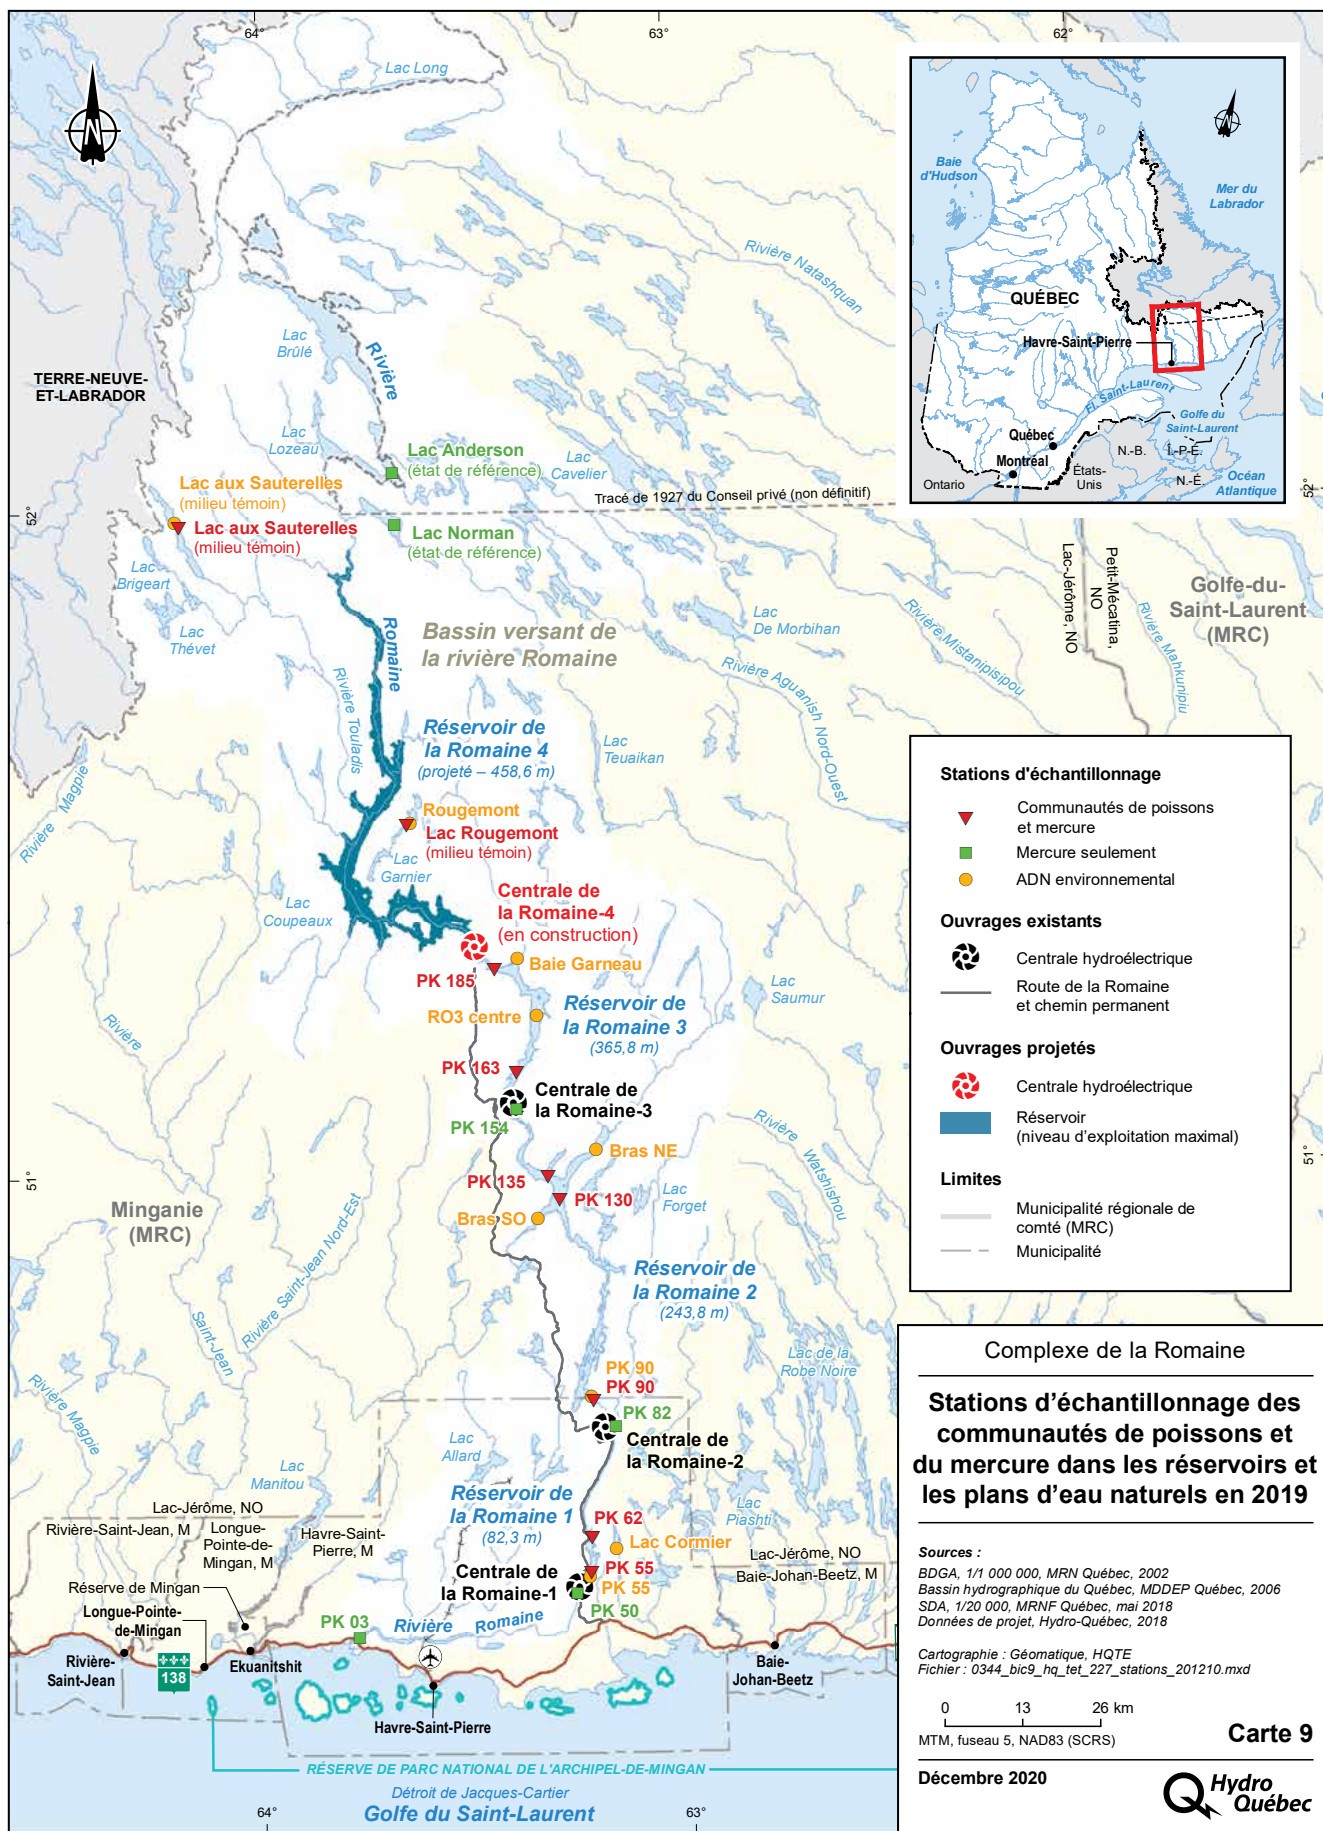 64°
63°
62°
Lac Long
Baie
d'Hudson
Mer du
Labrador
QUÉBEC
Havre-Saint-Pierre
Fl. Saint-Laurent
Golfe du
Saint-Laurent
Québec
Montréal
N.-B.
Î.-P.-É.
N.-É.
États-
Unis
Ontario
Océan
Atlantique
Rivière Natashquan
Lac
Brûlé
Rivière
TERRE-NEUVE-
ET-LABRADOR
Lac
Lozeau
Lac Anderson
(état de référence)
Lac
Cavelier
Lac aux Sauterelles
(milieu témoin)
Tracé de 1927 du Conseil privé (non définitif)
52°
52°
Lac aux Sauterelles
(milieu témoin)
Lac Norman
(état de référence)
Lac
Brigeart
Lac-Jérôme, NO
Petit-Mécatina,
NO
Golfe-du-
Saint-Laurent
(MRC)
Lac
Thévet
Romaine
Bassin versant de
la rivière Romaine
Lac
De Morbihan
Rivière Mistanipisipou
Rivière Mahkunipiu
Rivière Touladis
Rivière Aguanish Nord-Ouest
Réservoir de
la Romaine 4
(projeté – 458,6 m)
Lac
Teuaikan
Rivière Magpie
Rougemont
Lac Rougemont
(milieu témoin)
Lac
Garnier
Lac
Coupeaux
Centrale de
la Romaine-4
(en construction)
Baie Garneau
PK 185
Lac
Saumur
RO3 centre
Réservoir de
la Romaine 3
(365,8 m)
Rivière
PK 163
Centrale de
la Romaine-3
PK 154
Bras NE
Rivière Watshishou
51°
51°
PK 135
PK 130
Lac
Forget
Bras SO
Minganie
(MRC)
Rivière Saint-Jean Nord-Est
Réservoir de
la Romaine 2
(243,8 m)
Saint-Jean
Lac de la
Robe Noire
Rivière Magpie
PK 90
PK 90
PK 82
Centrale de
la Romaine-2
Lac
Allard
Lac
Manitou
Réservoir de
la Romaine 1
(82,3 m)
Lac
Piashti
PK 62
Lac Cormier
Lac-Jérôme, NO
Rivière-Saint-Jean, M
Longue-
Pointe-de-
Mingan, M
Havre-Saint-
Pierre, M
Lac-Jérôme, NO
Baie-Johan-Beetz, M
Centrale de
la Romaine-1
PK 55
PK 55
PK 50
Réserve de Mingan
Longue-Pointe-
de-Mingan
PK 03
Rivière
Romaine
Rivière-
Saint-Jean
138
Ekuanitshit
Baie-
Johan-Beetz
Havre-Saint-Pierre
RÉSERVE DE PARC NATIONAL DE L'ARCHIPEL-DE-MINGAN
Détroit de Jacques-Cartier
Golfe du Saint-Laurent
64°
63°
Stations d'échantillonnage
Communautés de poissons
et mercure
Mercure seulement
ADN environnemental
Ouvrages existants
Centrale hydroélectrique
Route de la Romaine
et chemin permanent
Ouvrages projetés
Centrale hydroélectrique
Réservoir
(niveau d’exploitation maximal)
Limites
Municipalité régionale de
comté (MRC)
Municipalité
Complexe de la Romaine
Stations d’échantillonnage des
communautés de poissons et
du mercure dans les réservoirs et
les plans d’eau naturels en 2019
Sources :
BDGA, 1/1 000 000, MRN Québec, 2002
Bassin hydrographique du Québec, MDDEP Québec, 2006
SDA, 1/20 000, MRNF Québec, mai 2018
Données de projet, Hydro-Québec, 2018
Cartographie : Géomatique, HQTE
Fichier : 0344_bic9_hq_tet_227_stations_201210.mxd
0 13 26 km
MTM, fuseau 5, NAD83 (SCRS)
Carte 9
Décembre 2020
Hydro
Québec